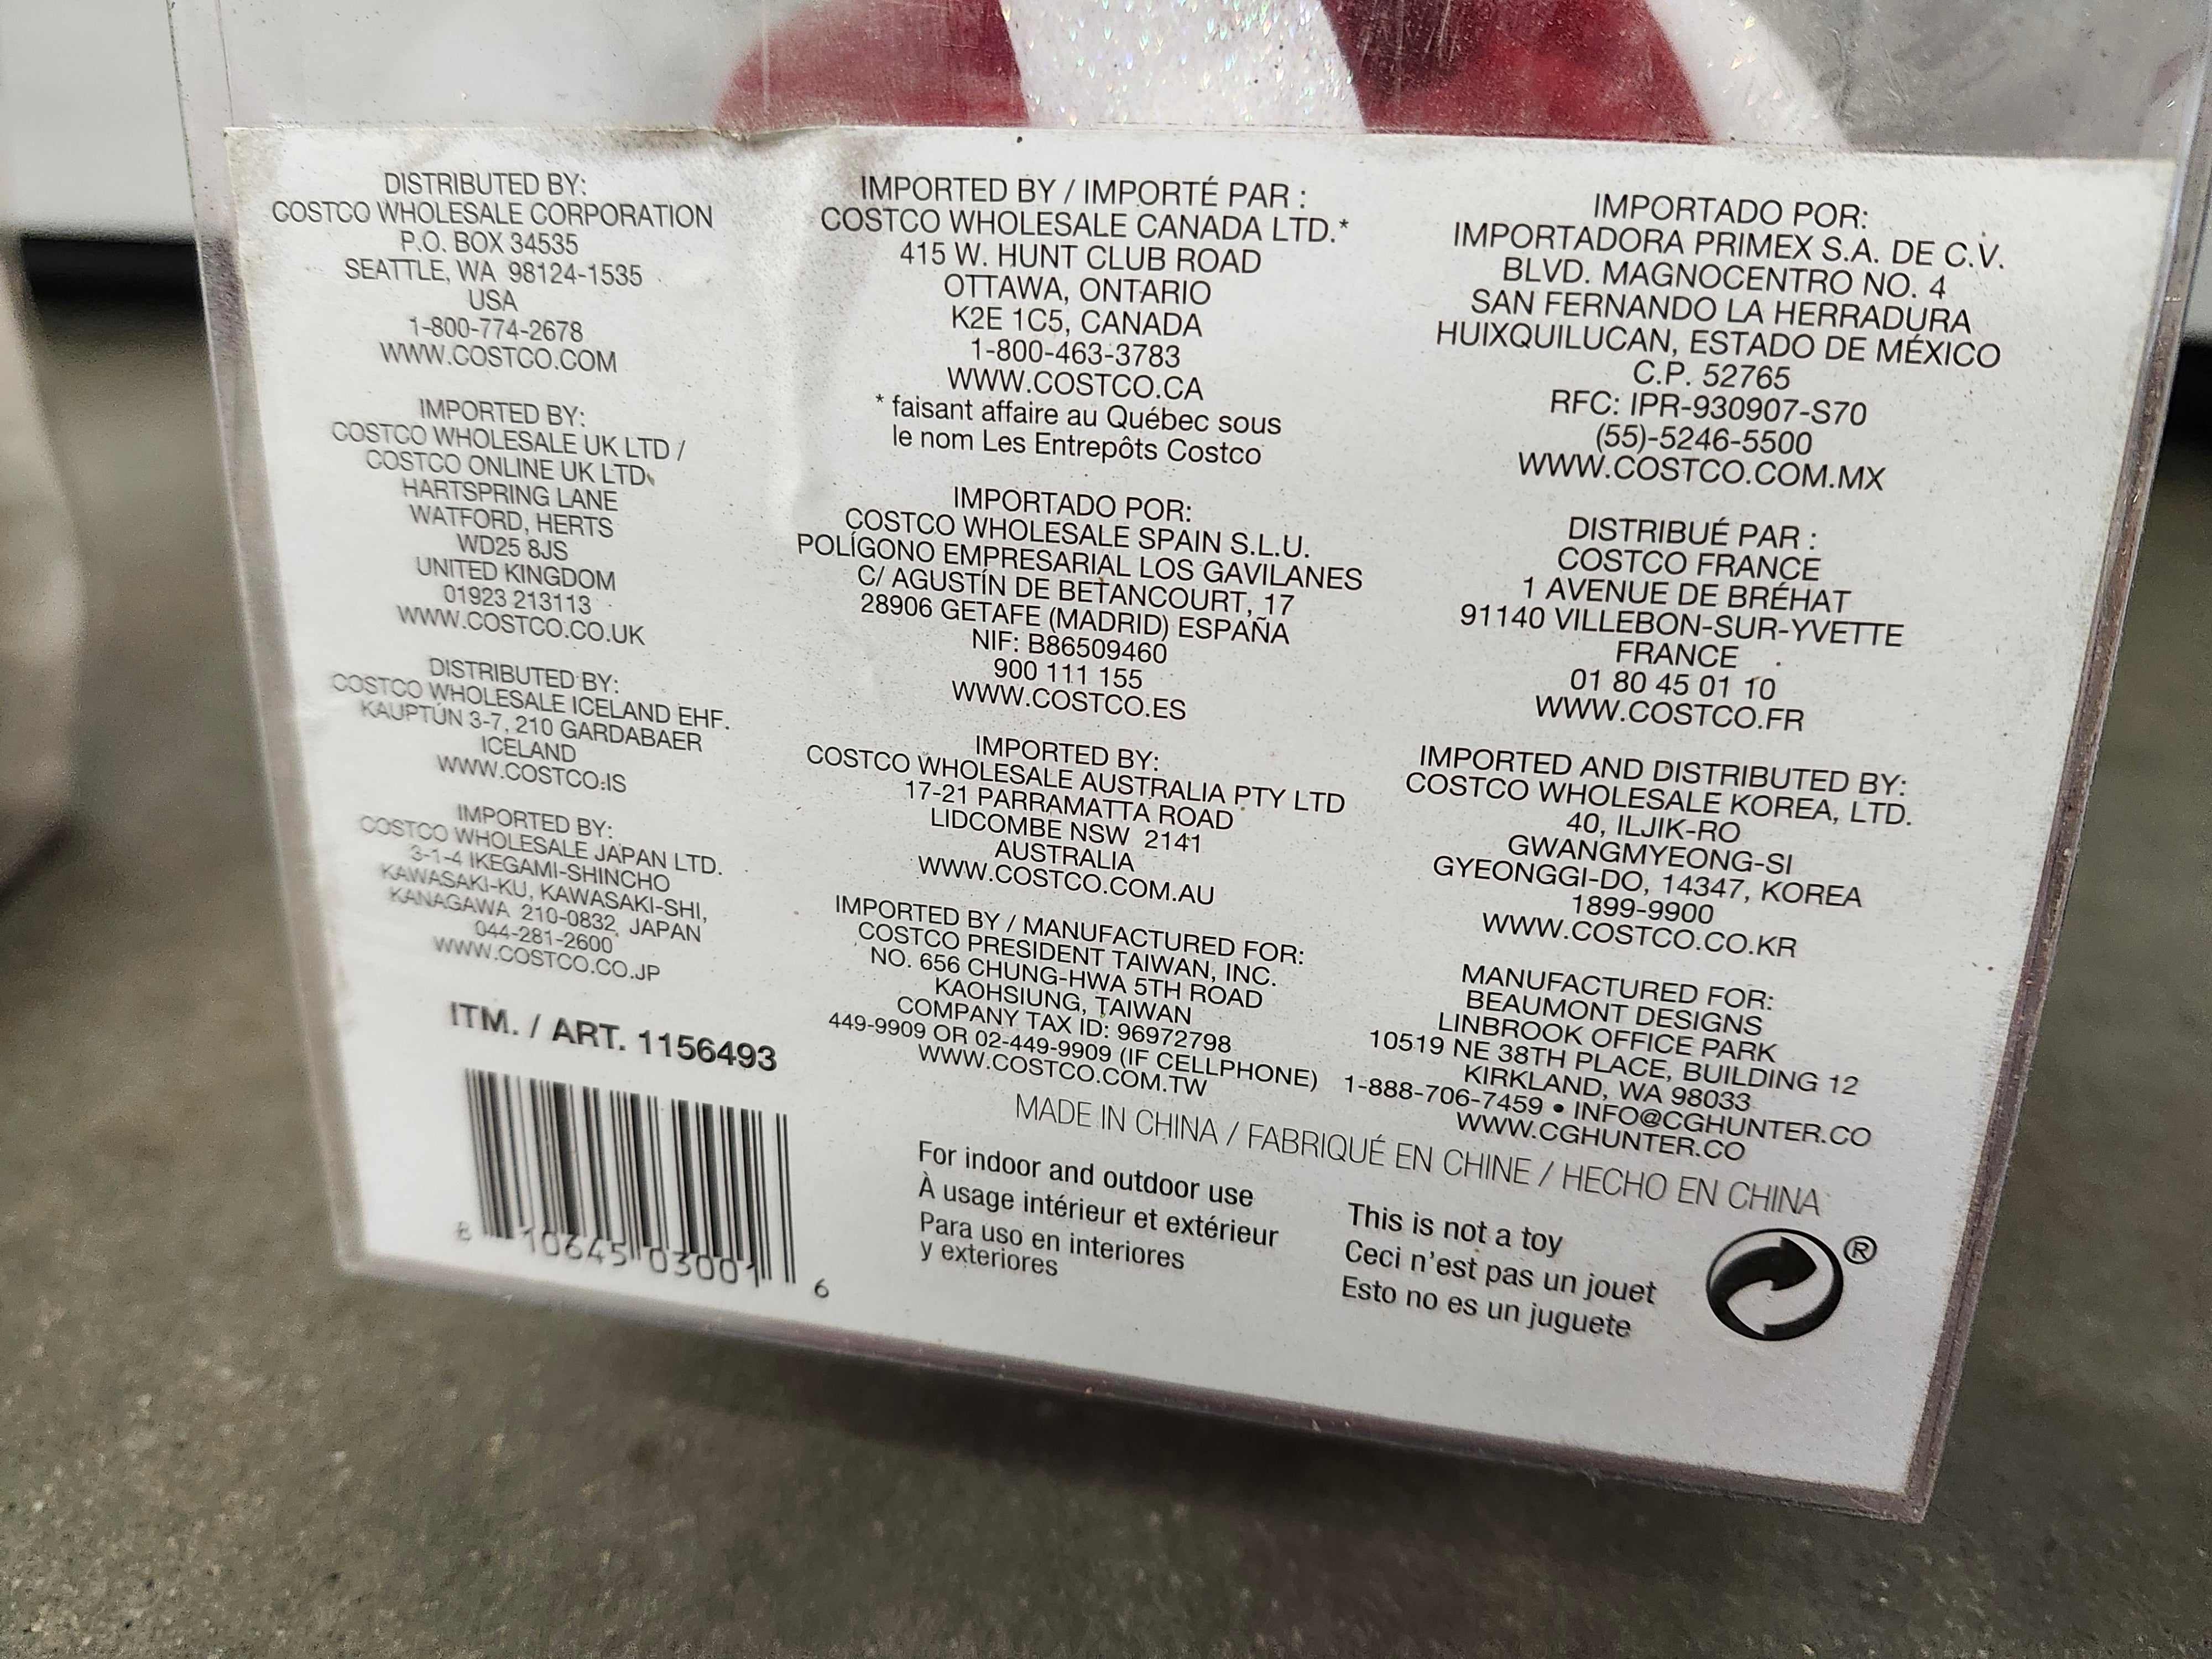 DISTRIBUTED BY:
COSTCO WHOLESALE CORPORATION
P.O. BOX 34535
SEATTLE, WA 98124-1535
USA
1-800-774-2678
WWW.COSTCO.COM
IMPORTED BY:
COSTCO WHOLESALE UK LTD /
COSTCO ONLINE UK LTD
HARTSPRING LANE
WATFORD, HERTS
WD25 8JS
UNITED KINGDOM
01923 213113
WWW.COSTCO.CO.UK
DISTRIBUTED BY:
COSTCO WHOLESALE ICELAND EHF.
KAUPTÚN 3-7, 210 GARDABAER
ICELAND
WWW.COSTCO.IS
IMPORTED BY:
COSTCO WHOLESALE JAPAN LTD.
3-1-4 IKEGAMI-SHINCHO
KAWASAKI-KU, KAWASAKI-SHI,
KANAGAWA 210-0832, JAPAN
044-281-2600
WWW.COSTCO.CO.JP
ITM. / ART. 1156493
8 10645 03001 6
IMPORTED BY / IMPORTÉ PAR :
COSTCO WHOLESALE CANADA LTD.*
415 W. HUNT CLUB ROAD
OTTAWA, ONTARIO
K2E 1C5, CANADA
1-800-463-3783
WWW.COSTCO.CA
* faisant affaire au Québec sous
le nom Les Entrepôts Costco
IMPORTADO POR:
COSTCO WHOLESALE SPAIN S.L.U.
POLÍGONO EMPRESARIAL LOS GAVILANES
C/ AGUSTÍN DE BETANCOURT, 17
28906 GETAFE (MADRID) ESPAÑA
NIF: B86509460
900 111 155
WWW.COSTCO.ES
IMPORTED BY:
COSTCO WHOLESALE AUSTRALIA PTY LTD
17-21 PARRAMATTA ROAD
LIDCOMBE NSW 2141
AUSTRALIA
WWW.COSTCO.COM.AU
IMPORTED BY / MANUFACTURED FOR:
COSTCO PRESIDENT TAIWAN, INC.
NO. 656 CHUNG-HWA 5TH ROAD
KAOHSIUNG, TAIWAN
COMPANY TAX ID: 96972798
449-9909 OR 02-449-9909 (IF CELLPHONE)
WWW.COSTCO.COM.TW
IMPORTADO POR:
IMPORTADORA PRIMEX S.A. DE C.V.
BLVD. MAGNOCENTRO NO. 4
SAN FERNANDO LA HERRADURA
HUIXQUILUCAN, ESTADO DE MÉXICO
C.P. 52765
RFC: IPR-930907-S70
(55)-5246-5500
WWW.COSTCO.COM.MX
DISTRIBUÉ PAR :
COSTCO FRANCE
1 AVENUE DE BRÉHAT
91140 VILLEBON-SUR-YVETTE
FRANCE
01 80 45 01 10
WWW.COSTCO.FR
IMPORTED AND DISTRIBUTED BY:
COSTCO WHOLESALE KOREA, LTD.
40, ILJIK-RO
GWANGMYEONG-SI
GYEONGGI-DO, 14347, KOREA
1899-9900
WWW.COSTCO.CO.KR
MANUFACTURED FOR:
BEAUMONT DESIGNS
LINBROOK OFFICE PARK
10519 NE 38TH PLACE, BUILDING 12
KIRKLAND, WA 98033
1-888-706-7459 • INFO@CGHUNTER.CO
WWW.CGHUNTER.CO
MADE IN CHINA / FABRIQUÉ EN CHINE / HECHO EN CHINA
For indoor and outdoor use
À usage intérieur et extérieur
Para uso en interiores
y exteriores
This is not a toy
Ceci n'est pas un jouet
Esto no es un juguete
®